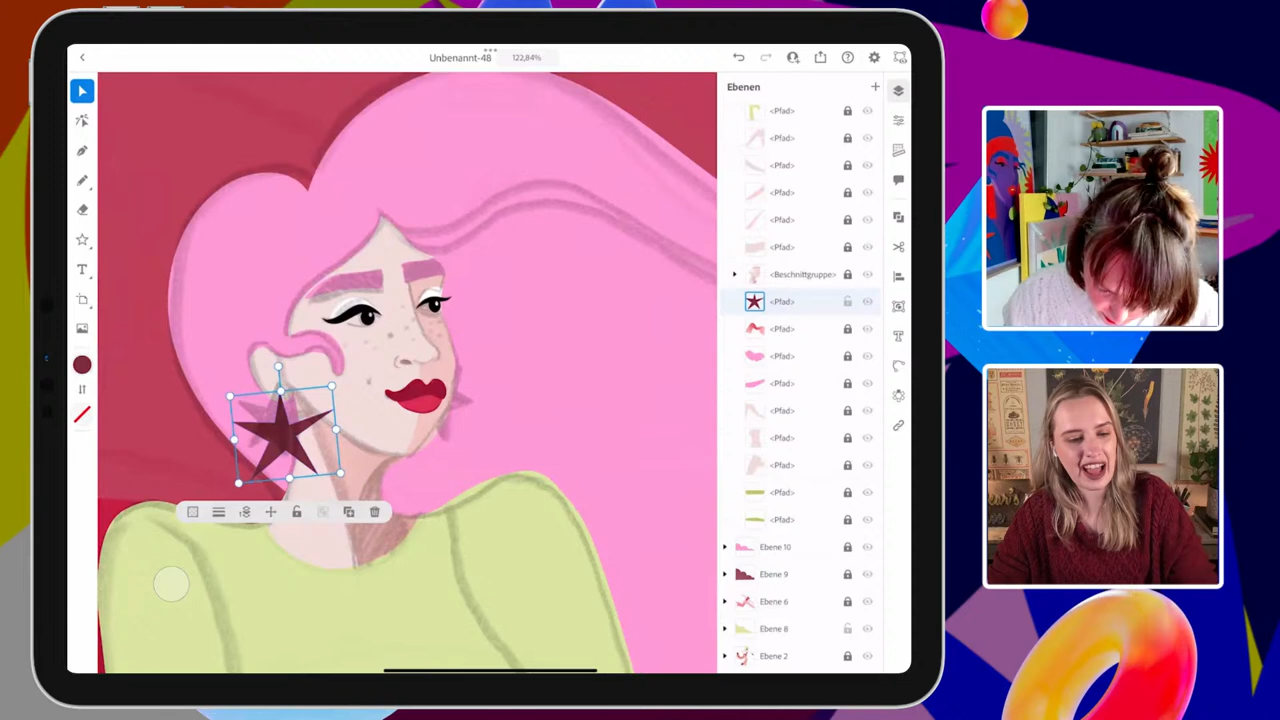 Unbenannt-48
122,84%
Ebenen
<Pfad>
<Pfad>
<Pfad>
<Pfad>
<Pfad>
<Pfad>
<Beschnittgruppe>
<Pfad>
<Pfad>
<Pfad>
<Pfad>
<Pfad>
<Pfad>
<Pfad>
<Pfad>
<Pfad>
Ebene 10
Ebene 9
Ebene 6
Ebene 8
Ebene 2